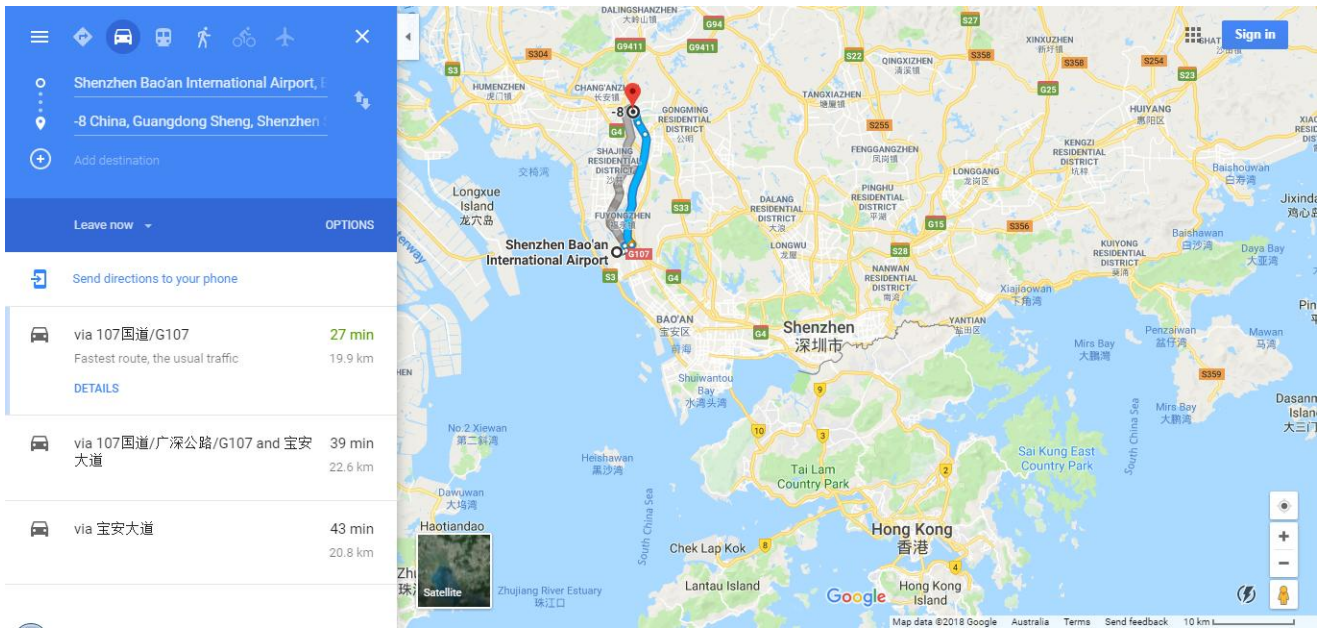 Shenzhen Bao'an International Airport,
-8 China, Guangdong Sheng, Shenzhen
Add destination
Leave now
OPTIONS
Send directions to your phone
via 107国道/G107
27 min
Fastest route, the usual traffic
19.9 km
DETAILS
via 107国道/广深公路/G107 and 宝安
大道
39 min
22.6 km
via 宝安大道
43 min
20.8 km
Sign in
DALINGSHANZHEN
大岭山镇
G94
S27
XINXUZHEN
新圩镇
G9411
G9411
S304
S22
QINGXIZHEN
清溪镇
S358
S358
S254
S23
S3
HUMENZHEN
虎门镇
CHANG'ANZH
长安镇
TANGXIAZHEN
塘厦镇
G25
-8
GONGMING
RESIDENTIAL
DISTRICT
公明
HUIYANG
惠阳区
G4
S255
SHAJING
RESIDENTIAL
DISTRICT
沙井
FENGGANGZHEN
凤岗镇
KENGZI
RESIDENTIAL
DISTRICT
坑梓
交椅湾
LONGGANG
龙岗区
Baishouwan
白寿湾
Longxue
Island
龙穴岛
PINGHU
RESIDENTIAL
DISTRICT
平湖
DALANG
RESIDENTIAL
DISTRICT
大浪
S33
FUYONGZHEN
G15
S356
Jixinda
鸡心岛
Baishawan
白沙湾
Shenzhen Bao'an
International Airport
G107
LONGWU
龙屋
S28
KUIYONG
RESIDENTIAL
DISTRICT
葵涌
Daya Bay
大亚湾
S3
G4
NANWAN
RESIDENTIAL
DISTRICT
南湾
Xiajiaowan
下角湾
BAO'AN
宝安区
前海
G4
Shenzhen
深圳市
YANTIAN
盐田区
Mirs Bay
大鹏湾
Penzaiwan
盆仔湾
Mawan
马湾
Shuiwantou
Bay
水湾头湾
S359
9
Mirs Bay
大鹏湾
Dasanm
Islan
大三门
No.2 Xiewan
第二斜湾
10
3
Heishawan
黑沙湾
Tai Lam
Country Park
2
Sai Kung East
Country Park
South China Sea
Dawuwan
大坞湾
Haotiandao
South China Sea
Hong Kong
香港
Chek Lap Kok
8
4
Satellite
Zhujiang River Estuary
珠江口
Lantau Island
Hong Kong
Island
Google
Map data ©2018 Google
Australia
Terms
Send feedback
10 km